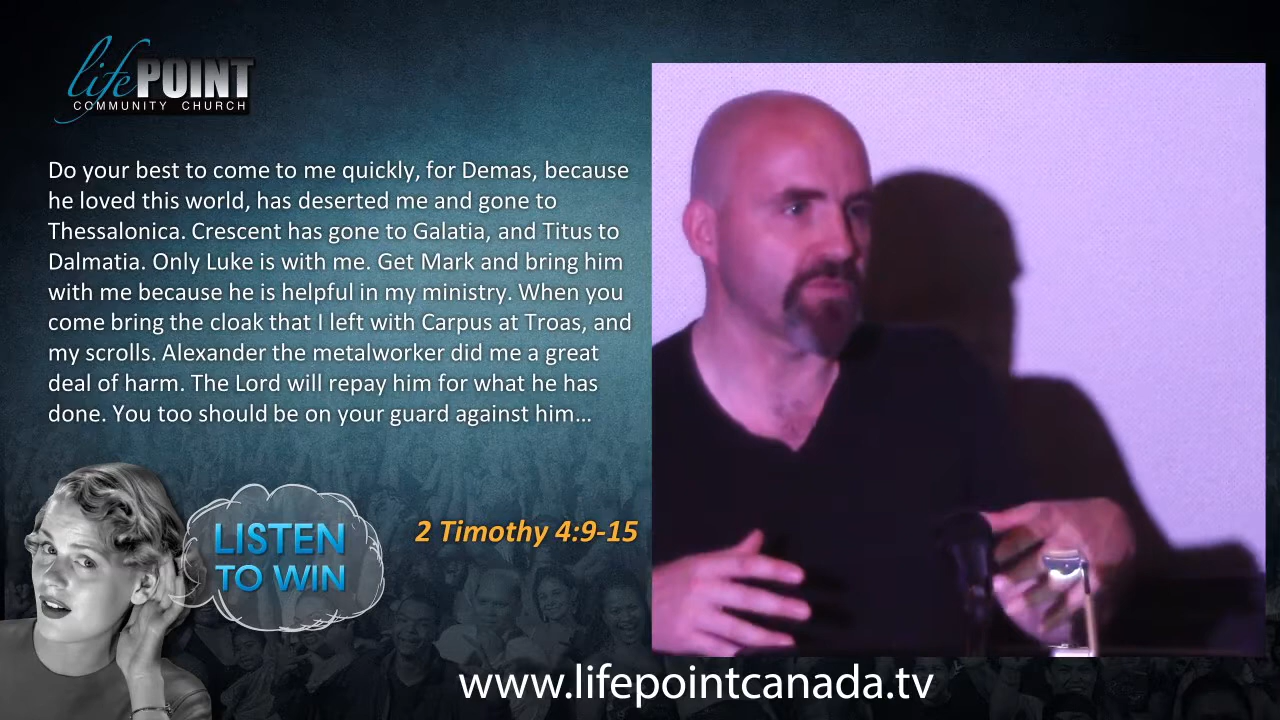 lifePOINT
COMMUNITY CHURCH
Do your best to come to me quickly, for Demas, because
he loved this world, has deserted me and gone to
Thessalonica. Crescent has gone to Galatia, and Titus to
Dalmatia. Only Luke is with me. Get Mark and bring him
with me because he is helpful in my ministry. When you
come bring the cloak that I left with Carpus at Troas, and
my scrolls. Alexander the metalworker did me a great
deal of harm. The Lord will repay him for what he has
done. You too should be on your guard against him…
LISTEN
TO WIN
2 Timothy 4:9-15
www.lifepointcanada.tv